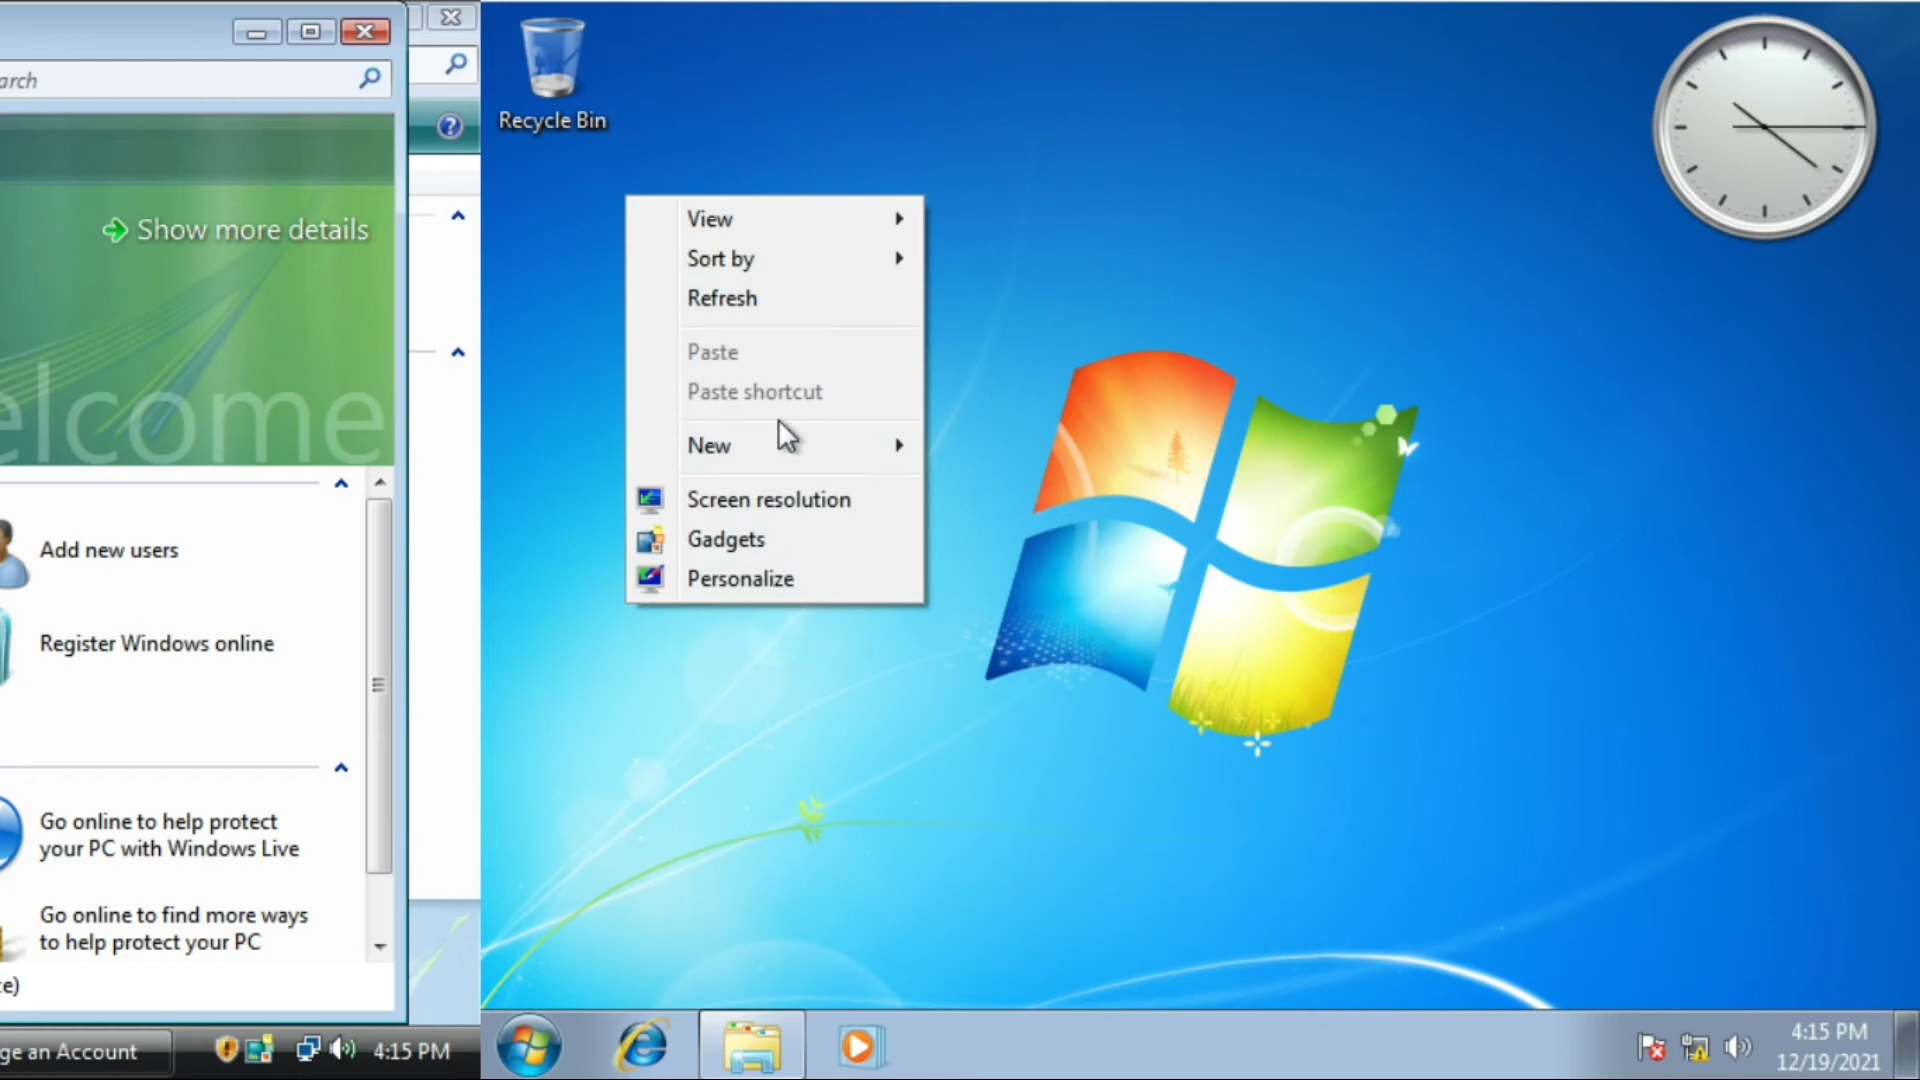 arch
Show more details
elcome
Add new users
Register Windows online
Go online to help protect
your PC with Windows Live
Go online to find more ways
to help protect your PC
ge an Account
4:15 PM
Recycle Bin
View
Sort by
Refresh
Paste
Paste shortcut
New
Screen resolution
Gadgets
Personalize
4:15 PM
12/19/2021